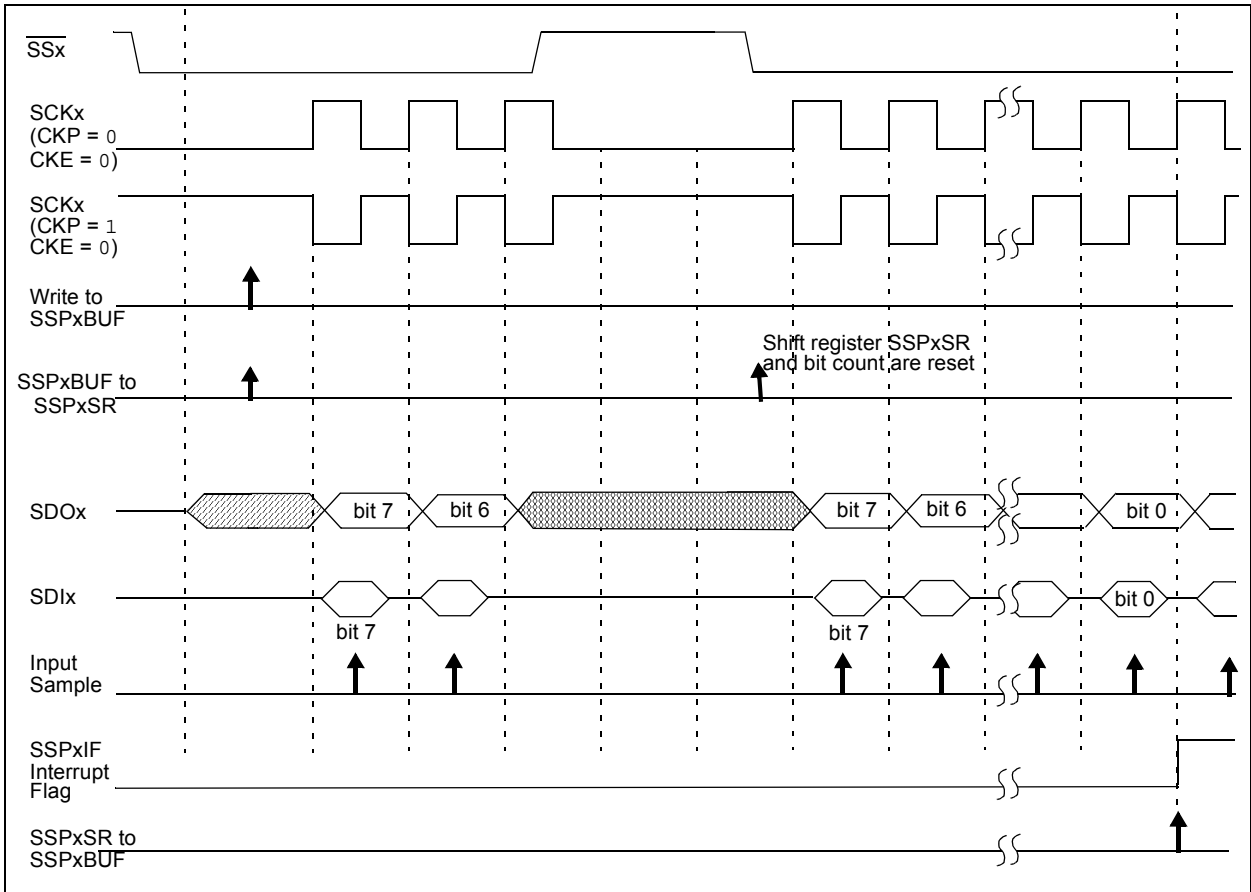 SSx
SCKx
(CKP = 0
CKE = 0)
SCKx
(CKP = 1
CKE = 0)
Write to
SSPxBUF
Shift register SSPxSR
and bit count are reset
SSPxBUF to
SSPxSR
SDOx
bit 7
bit 6
bit 7
bit 6
bit 0
SDIx
bit 0
bit 7
bit 7
Input
Sample
SSPxIF
Interrupt
Flag
SSPxSR to
SSPxBUF